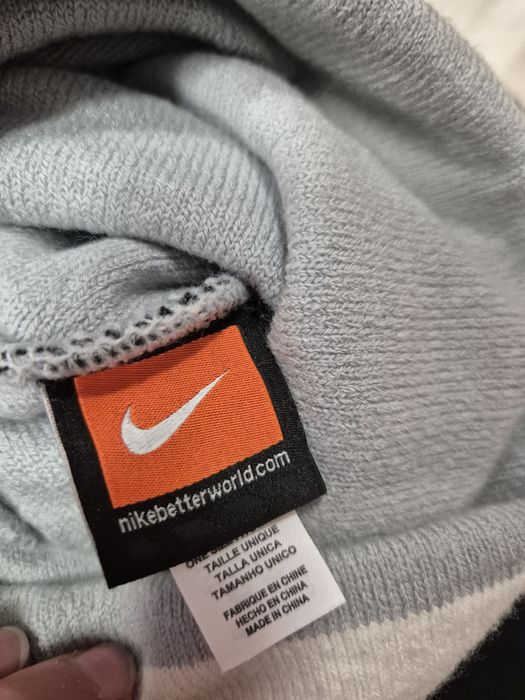 nikebetterworld.com
ONE SIZE
TAILLE UNIQUE
TALLA UNICA
TAMANHO UNICO
FABRIQUE EN CHINE
HECHO EN CHINA
MADE IN CHINA